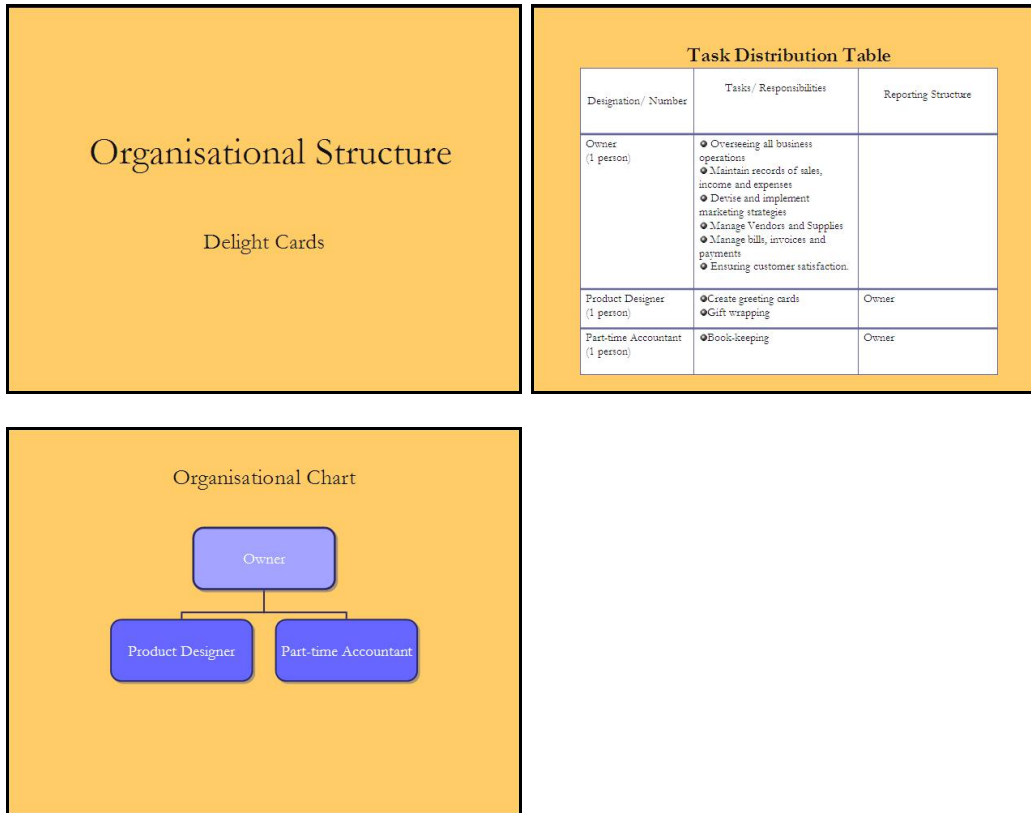 Organisational Structure
Delight Cards
Task Distribution Table
Designation/ Number
Tasks/ Responsibilities
Reporting Structure
Owner
(1 person)
Overseeing all business
operations
Maintain records of sales,
income and expenses
Devise and implement
marketing strategies
Manage Vendors and Supplies
Manage bills, invoices and
payments
Ensuring customer satisfaction.
Product Designer
(1 person)
Create greeting cards
Gift wrapping
Owner
Part-time Accountant
(1 person)
Book-keeping
Owner
Organisational Chart
Owner
Product Designer
Part-time Accountant